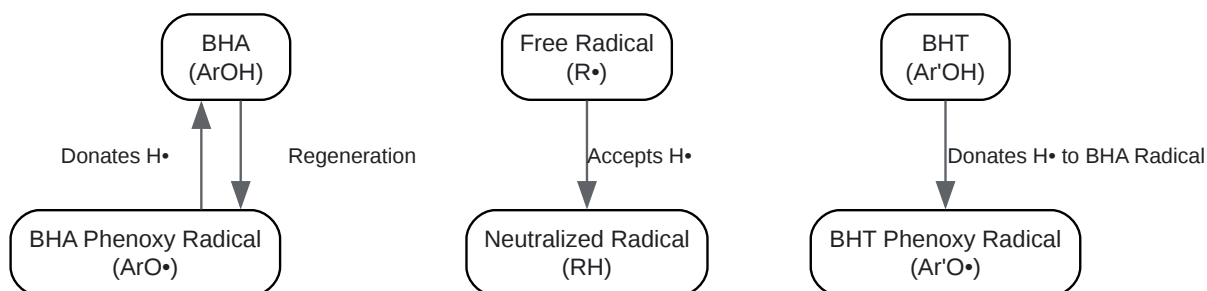 BHA
(ArOH)
Free Radical
(R•)
BHT
(Ar'OH)
Donates H•
Regeneration
Accepts H•
Donates H• to BHA Radical
BHA Phenoxy Radical
(ArO•)
Neutralized Radical
(RH)
BHT Phenoxy Radical
(Ar'O•)